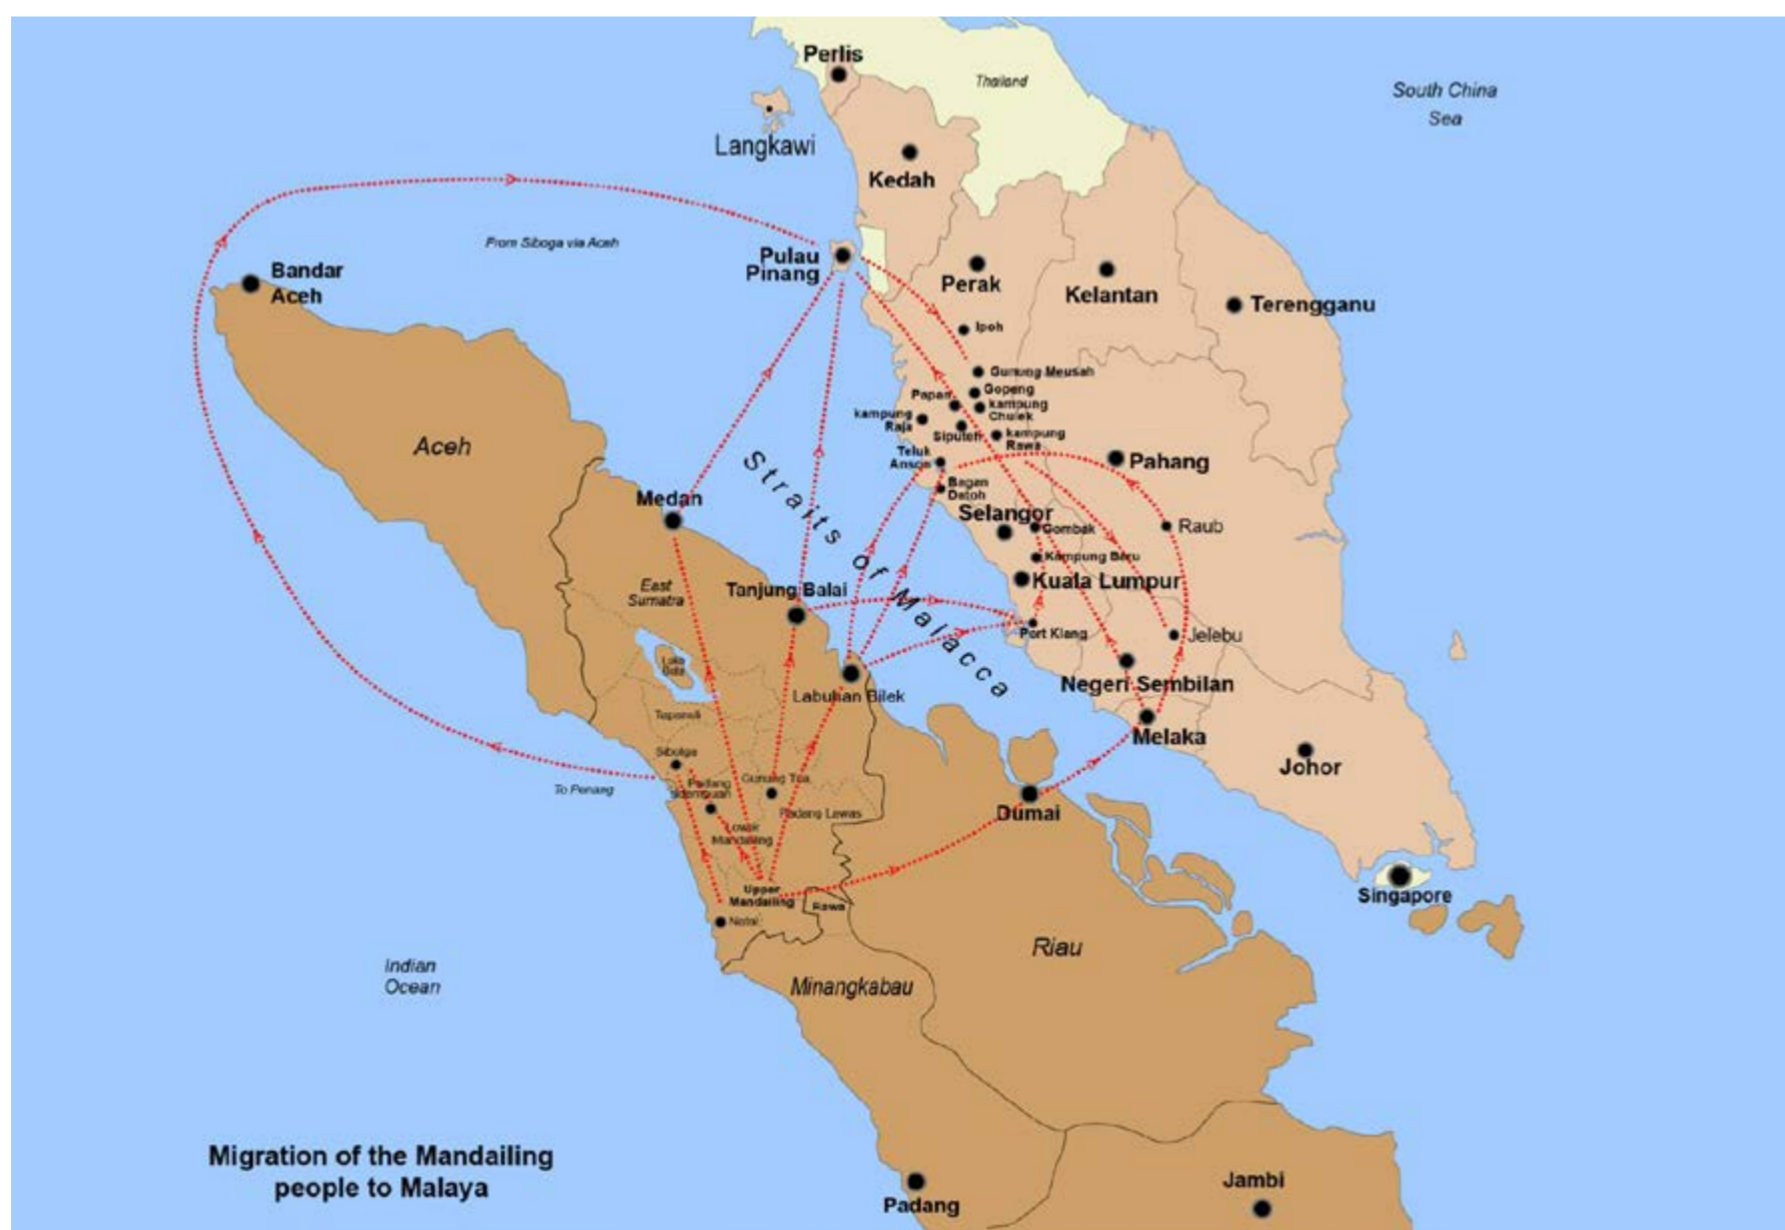 Perlis
Thailand
South China
Sea
Langkawi
Kedah
From Siboga via Aceh
Pulau
Pinang
Bandar
Aceh
Perak
Kelantan
Terengganu
Ipoh
Gunung Meusah
Gopeng
Papan
kampung
Chulek
kampung
Raja
Siputeh
kampung
Rawa
Teluk
Anson
Aceh
Pahang
Straits of Malacca
Medan
Bagan
Datoh
Selangor
Gombak
Raub
Kampung Baru
Kuala Lumpur
East
Sumatra
Tanjung Balai
Port Klang
Jelebu
Negeri Sembilan
Labuhan Bilek
Melaka
Siboliga
Johor
Padang
Gunung Tua
To Penang
Padang Lawas
Dumai
Lower
Mandailing
Upper
Mandailing
Rawa
Singapore
Natal
Riau
Indian
Ocean
Minangkabau
Migration of the Mandailing
people to Malaya
Jambi
Padang